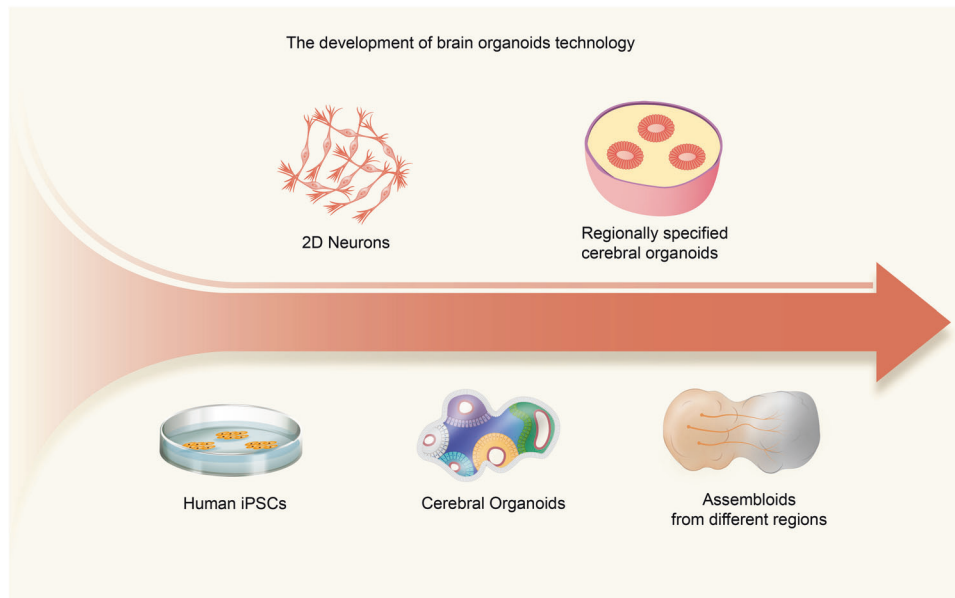 The development of brain organoids technology
2D Neurons
Regionally specified
cerebral organoids
Human iPSCs
Cerebral Organoids
Assembloids
from different regions